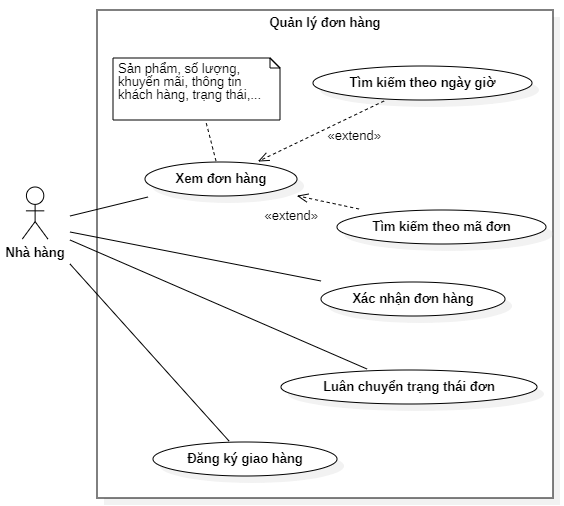 Quản lý đơn hàng
Sản phẩm, số lượng,
khuyến mãi, thông tin
khách hàng, trạng thái,...
Tìm kiếm theo ngày giờ
«extend»
Xem đơn hàng
«extend»
Tìm kiếm theo mã đơn
Nhà hàng
Xác nhận đơn hàng
Luân chuyển trạng thái đơn
Đăng ký giao hàng